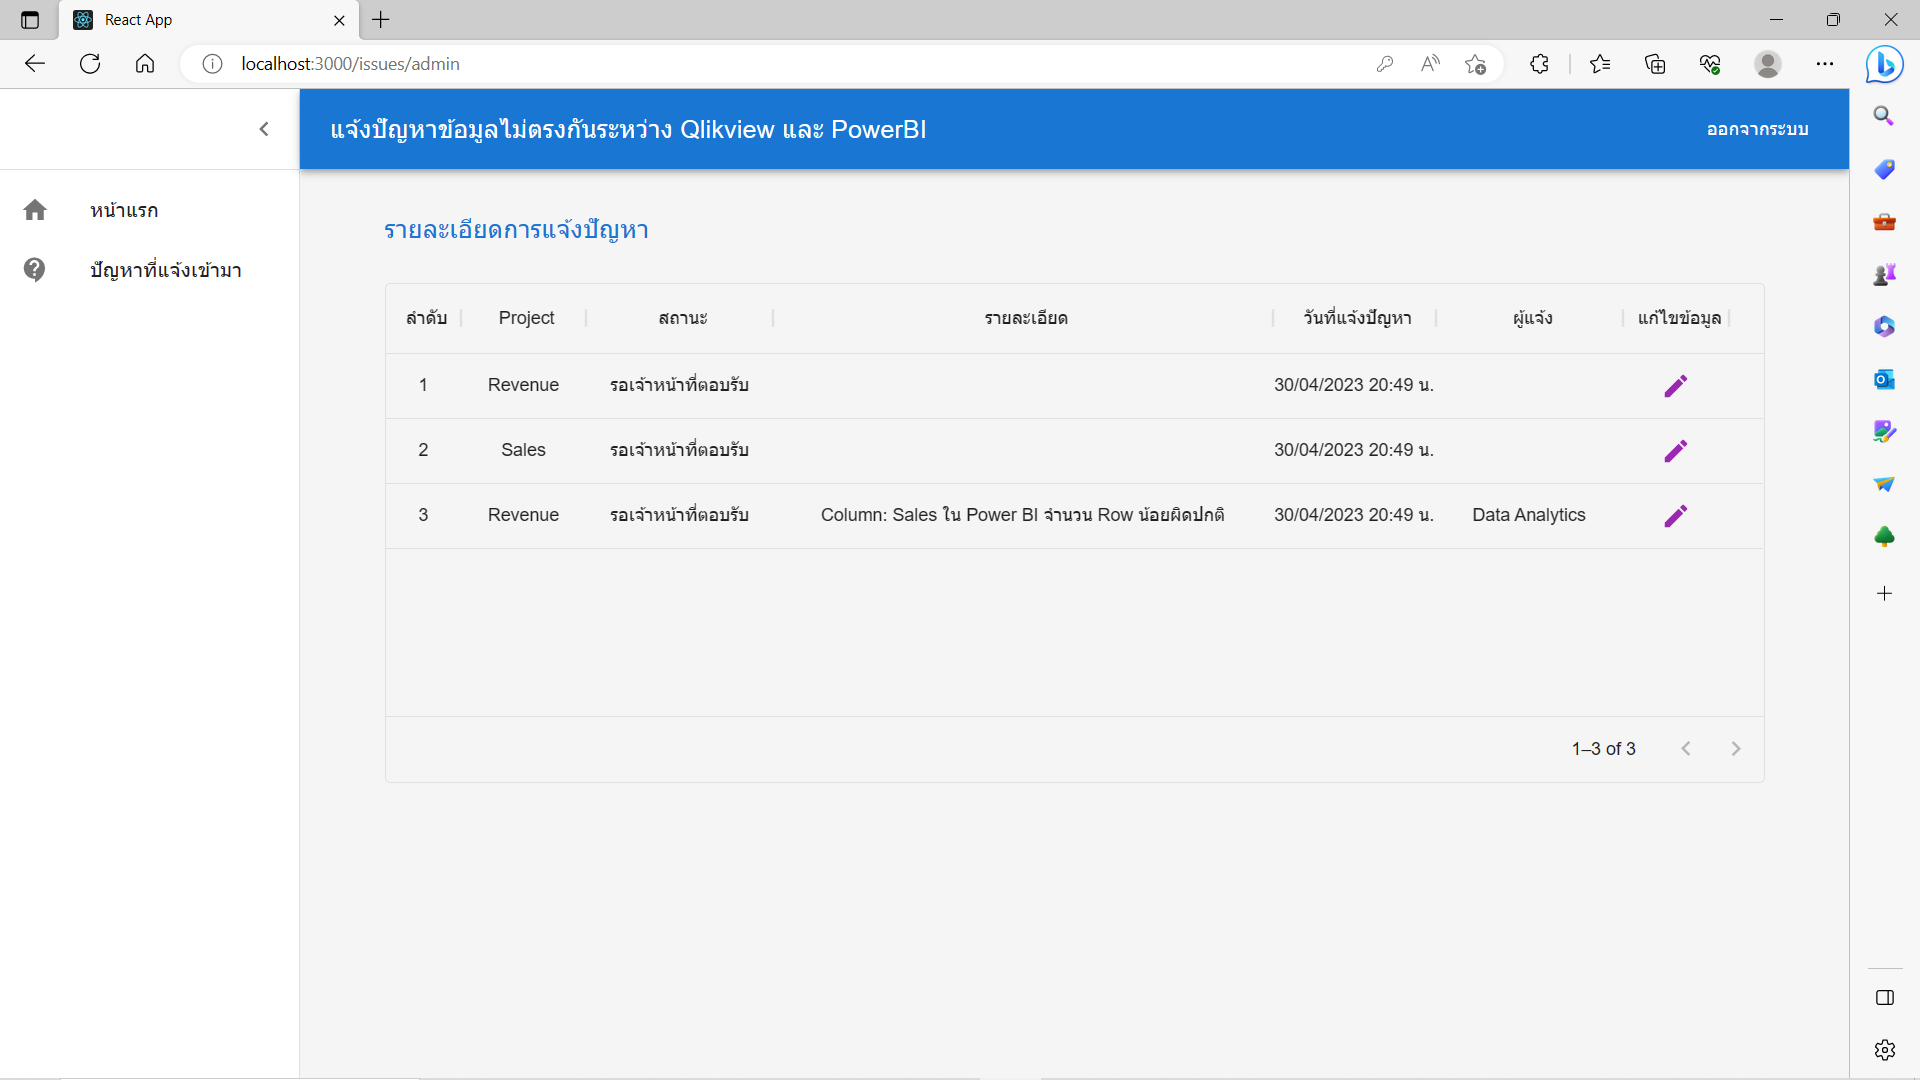 React App
localhost:3000/issues/admin
แจ้งปัญหาข้อมูลไม่ตรงกันระหว่าง Qlikview และ PowerBI
ออกจากระบบ
หน้าแรก
ปัญหาที่แจ้งเข้ามา
รายละเอียดการแจ้งปัญหา
ลำดับ Project สถานะ รายละเอียด วันที่แจ้งปัญหา ผู้แจ้ง แก้ไขข้อมูล
1 Revenue รอเจ้าหน้าที่ตอบรับ 30/04/2023 20:49 น.
2 Sales รอเจ้าหน้าที่ตอบรับ 30/04/2023 20:49 น.
3 Revenue รอเจ้าหน้าที่ตอบรับ Column: Sales ใน Power BI จำนวน Row น้อยผิดปกติ 30/04/2023 20:49 น. Data Analytics
1–3 of 3